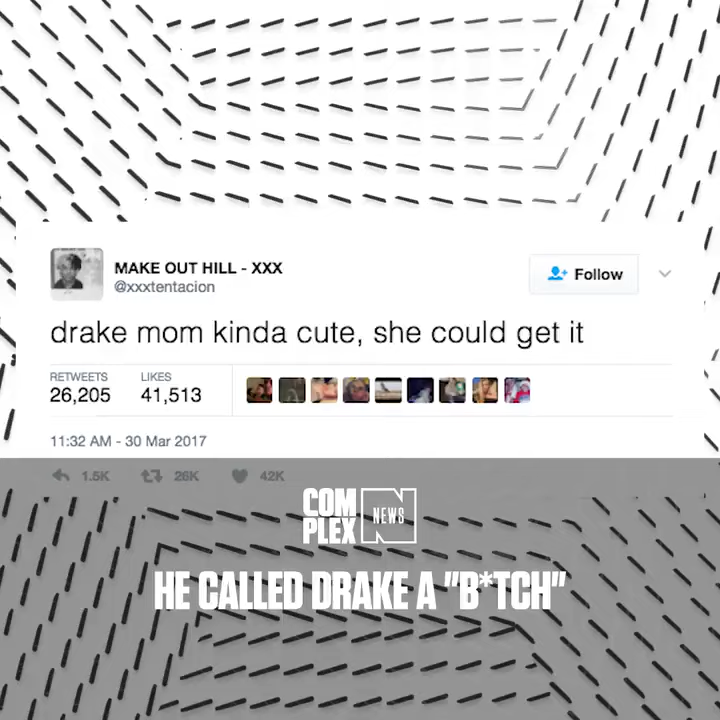 MAKE OUT HILL - XXX
@xxxtentacion
Follow
drake mom kinda cute, she could get it
RETWEETS LIKES
26,205 41,513
11:32 AM - 30 Mar 2017
1.5K 26K 42K
COM
PLEX NEWS
HE CALLED DRAKE A "B*TCH"